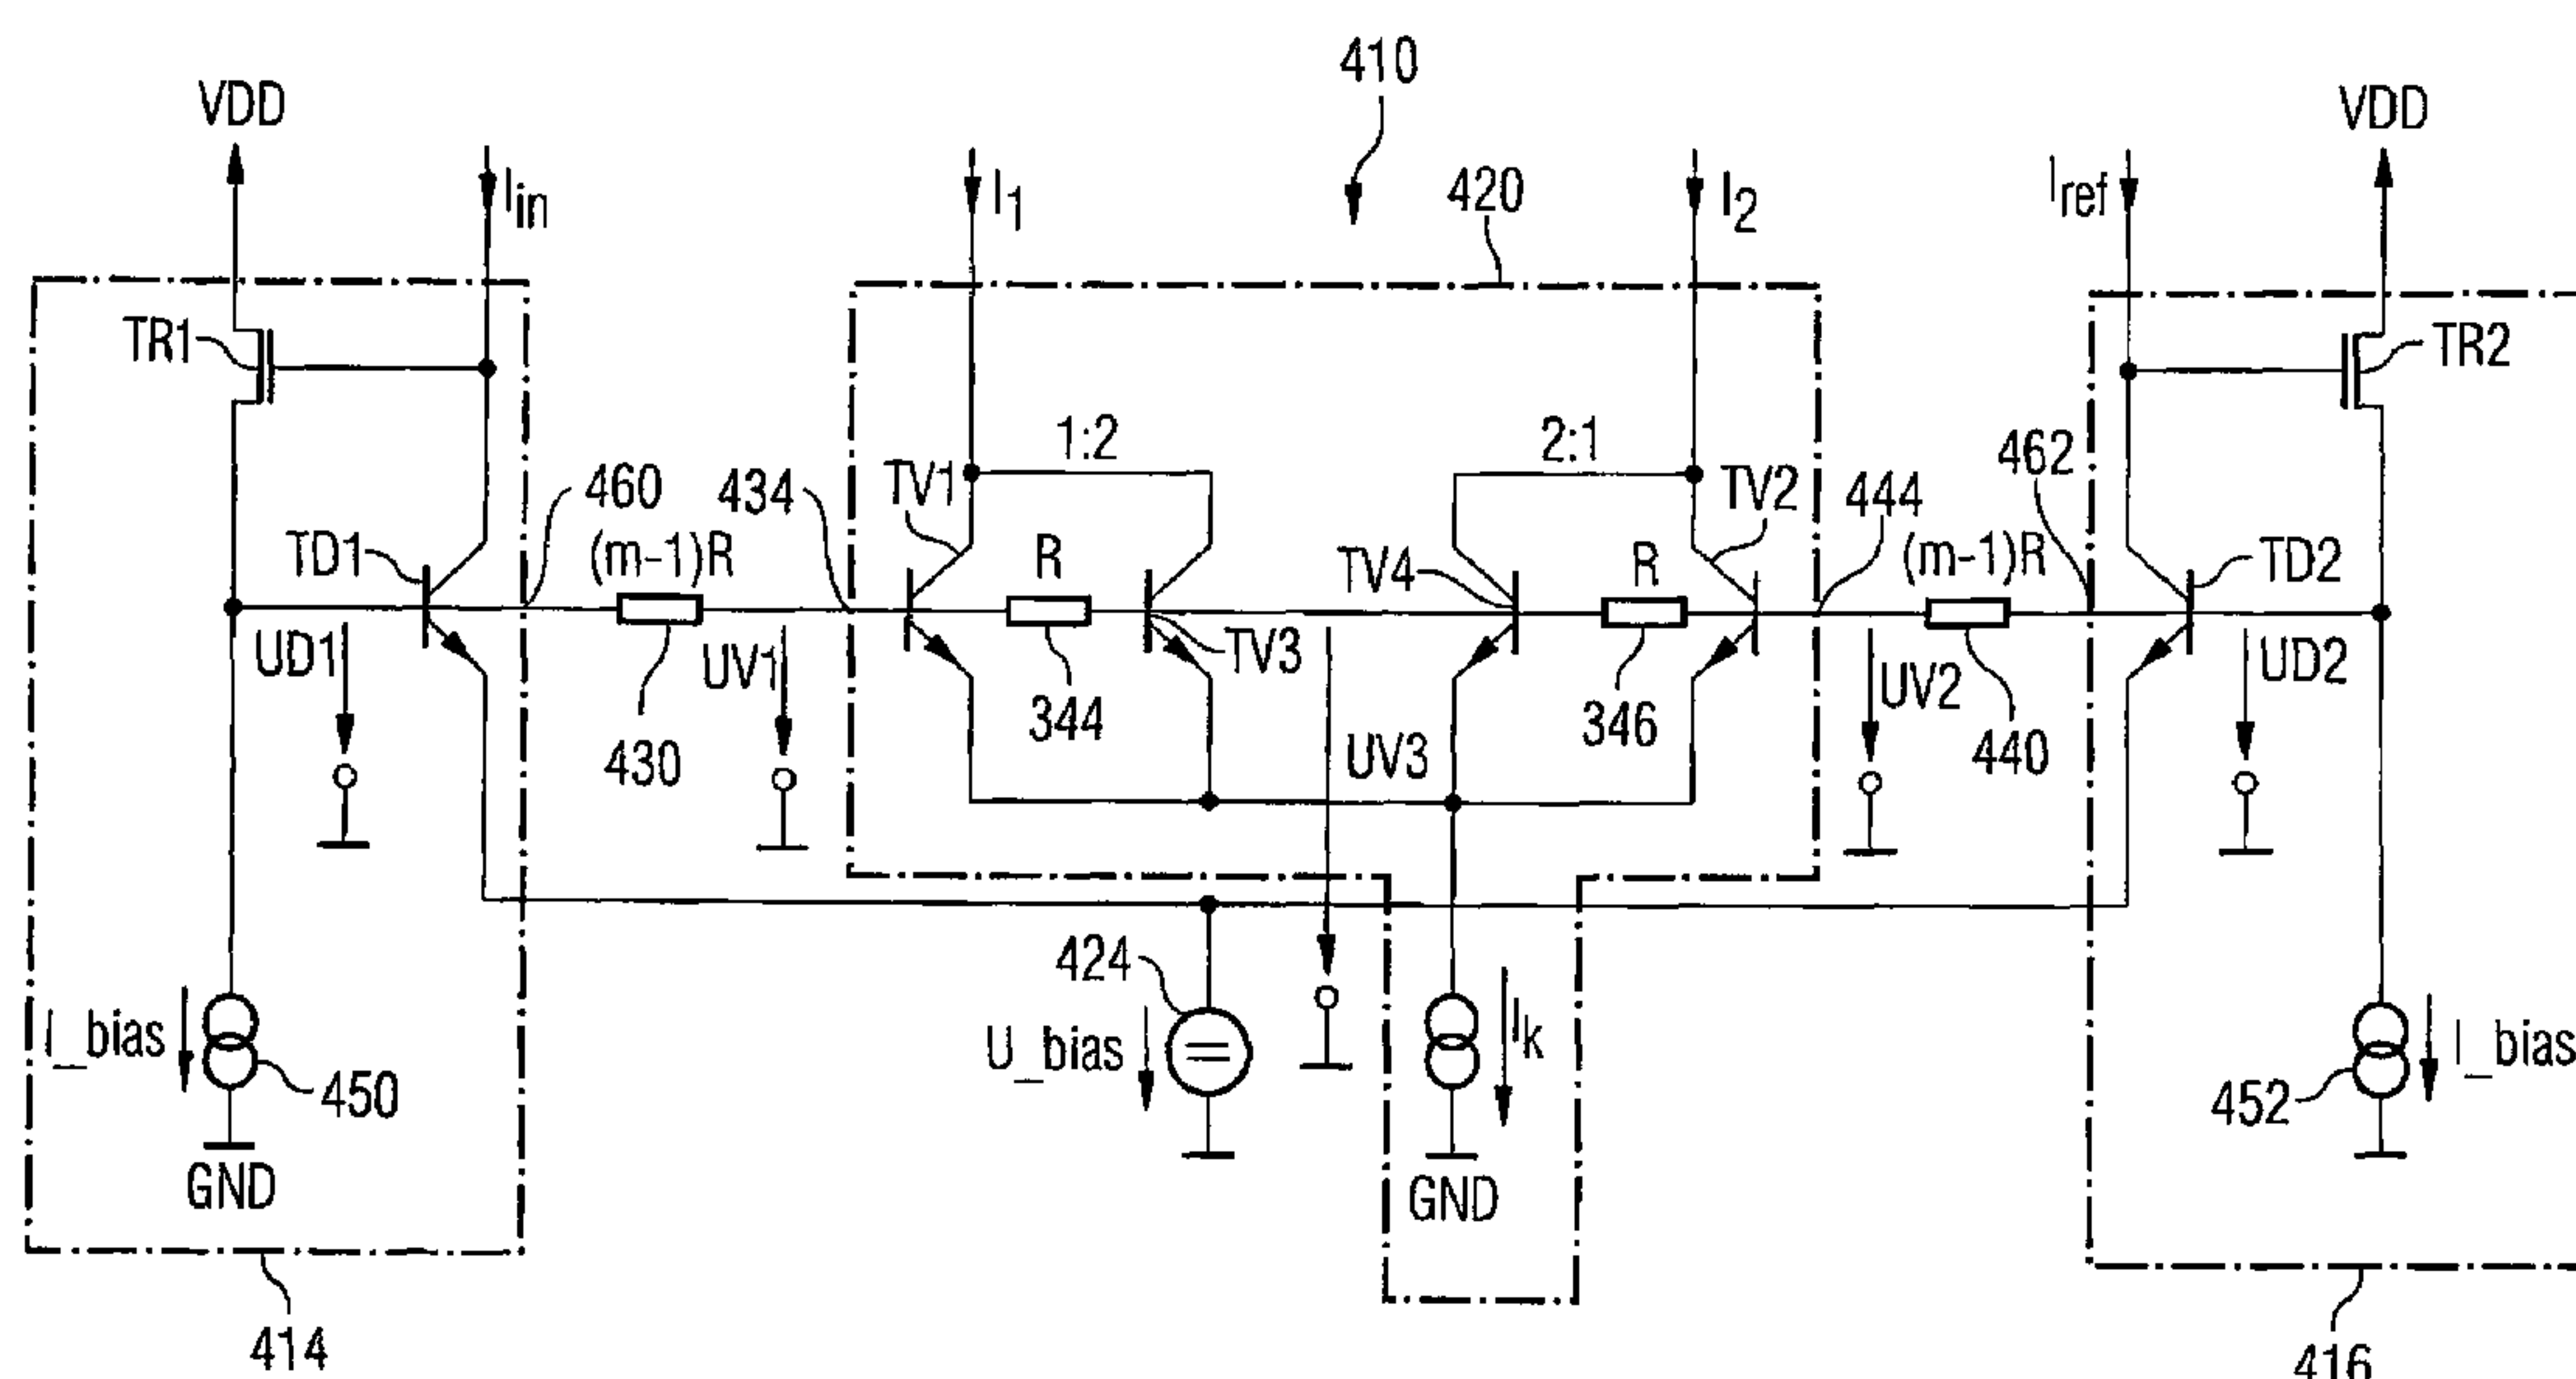 410
VDD
VDD
Iin
I1
420
I2
Iref
TR1
TR2
1:2
2:1
460
434
TV1
TV2
444
462
TD1
(m-1)R
R
TV4
R
(m-1)R
TD2
UD1
UV1
TV3
UV2
UD2
430
344
UV3
346
440
424
I_bias
U_bias
Ik
I_bias
450
452
GND
GND
414
416